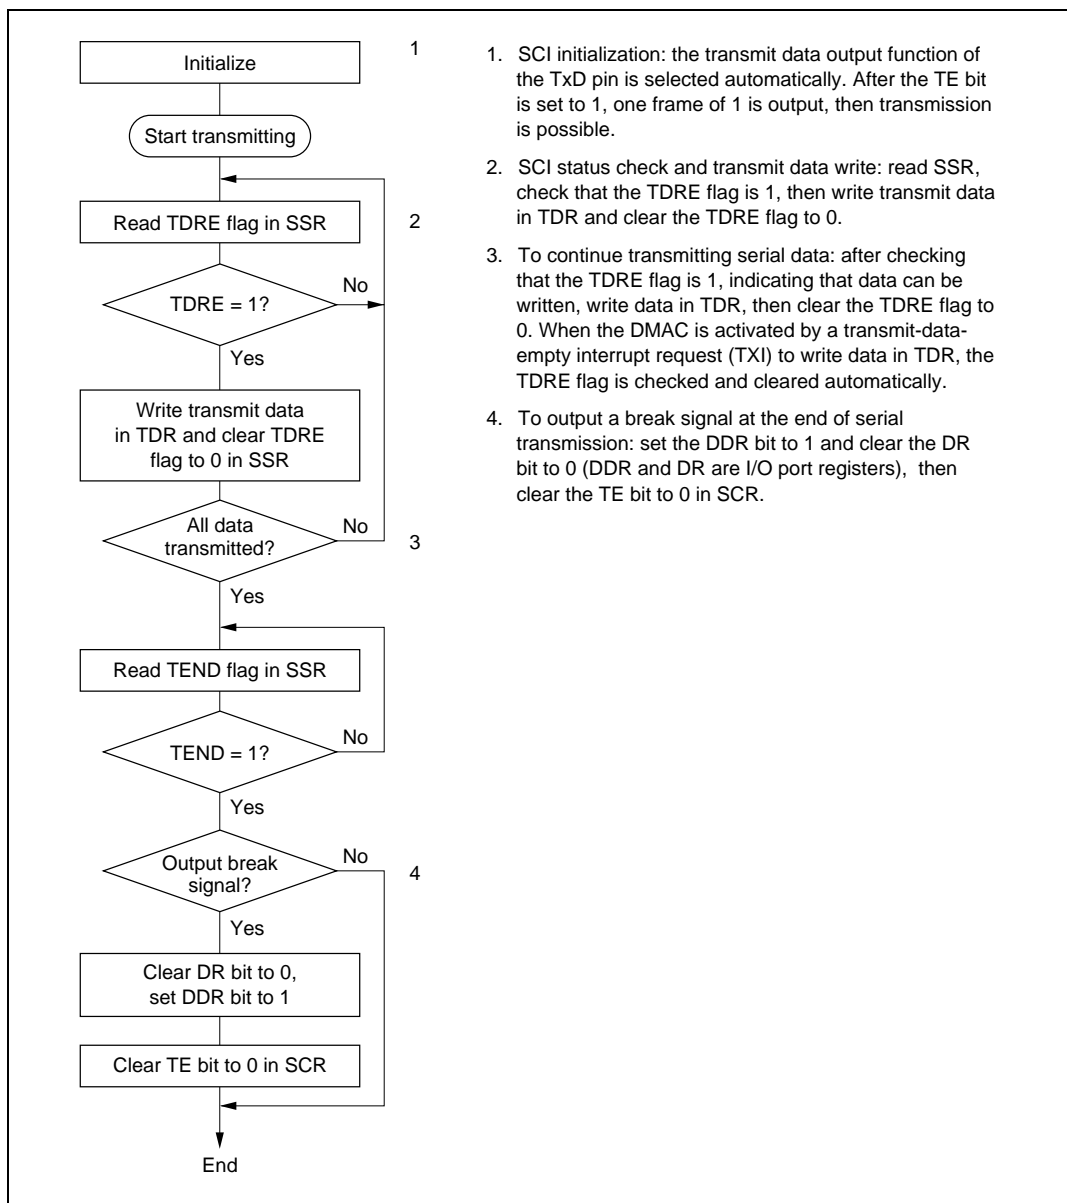 Initialize
1
Start transmitting
Read TDRE flag in SSR
2
TDRE = 1?
No
Yes
Write transmit data
in TDR and clear TDRE
flag to 0 in SSR
All data
transmitted?
No
3
Yes
Read TEND flag in SSR
TEND = 1?
No
Yes
Output break
signal?
No
4
Yes
Clear DR bit to 0,
set DDR bit to 1
Clear TE bit to 0 in SCR
End
1. SCI initialization: the transmit data output function of
the TxD pin is selected automatically. After the TE bit
is set to 1, one frame of 1 is output, then transmission
is possible.
2. SCI status check and transmit data write: read SSR,
check that the TDRE flag is 1, then write transmit data
in TDR and clear the TDRE flag to 0.
3. To continue transmitting serial data: after checking
that the TDRE flag is 1, indicating that data can be
written, write data in TDR, then clear the TDRE flag to
0. When the DMAC is activated by a transmit-data-
empty interrupt request (TXI) to write data in TDR, the
TDRE flag is checked and cleared automatically.
4. To output a break signal at the end of serial
transmission: set the DDR bit to 1 and clear the DR
bit to 0 (DDR and DR are I/O port registers), then
clear the TE bit to 0 in SCR.